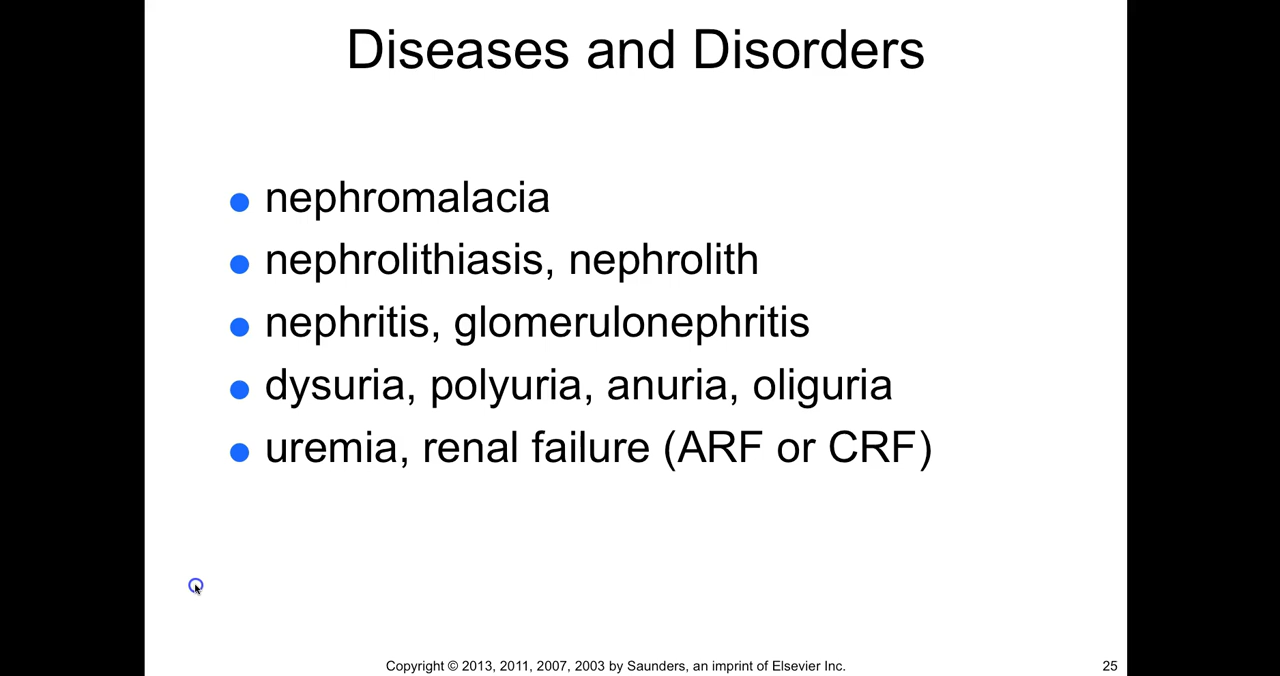 Diseases and Disorders
nephromalacia
nephrolithiasis, nephrolith
nephritis, glomerulonephritis
dysuria, polyuria, anuria, oliguria
uremia, renal failure (ARF or CRF)
Copyright © 2013, 2011, 2007, 2003 by Saunders, an imprint of Elsevier Inc.
25